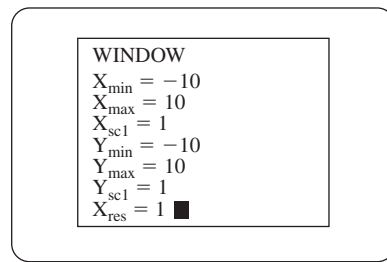 WINDOW
Xmin = −10
Xmax = 10
Xscl = 1
Ymin = −10
Ymax = 10
Yscl = 1
Xres = 1